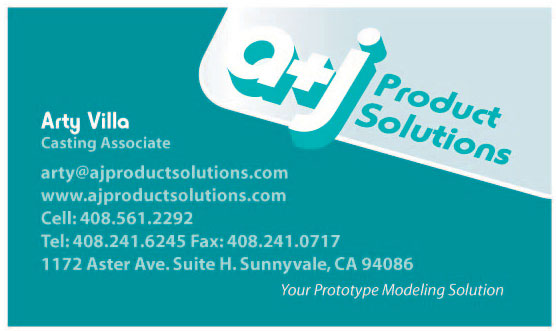 a+j
Product
Solutions
Arty Villa
Casting Associate
arty@ajproductsolutions.com
www.ajproductsolutions.com
Cell: 408.561.2292
Tel: 408.241.6245 Fax: 408.241.0717
1172 Aster Ave. Suite H. Sunnyvale, CA 94086
Your Prototype Modeling Solution